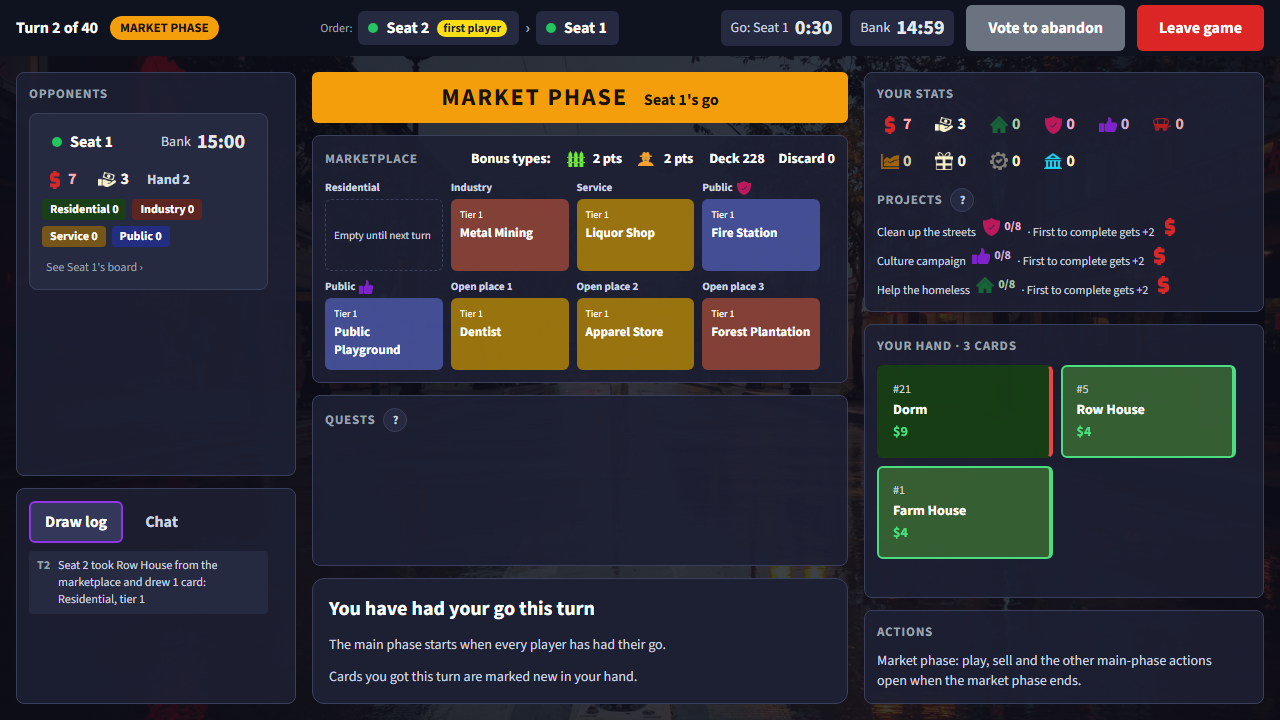 Turn 2 of 40
MARKET PHASE
Order:
Seat 2 first player › Seat 1
Go: Seat 1 0:30
Bank 14:59
Vote to abandon
Leave game
OPPONENTS
Seat 1
Bank 15:00
7 3 Hand 2
Residential 0 Industry 0
Service 0 Public 0
See Seat 1's board ›
Draw log
Chat
T2 Seat 2 took Row House from the
marketplace and drew 1 card:
Residential, tier 1
MARKET PHASE Seat 1's go
MARKETPLACE
Bonus types: 2 pts 2 pts Deck 228 Discard 0
Residential
Empty until next turn
Industry
Tier 1
Metal Mining
Service
Tier 1
Liquor Shop
Public
Tier 1
Fire Station
Public
Tier 1
Public
Playground
Open place 1
Tier 1
Dentist
Open place 2
Tier 1
Apparel Store
Open place 3
Tier 1
Forest Plantation
QUESTS ?
You have had your go this turn
The main phase starts when every player has had their go.
Cards you got this turn are marked new in your hand.
YOUR STATS
7 3 0 0 0 0
0 0 0 0
PROJECTS ?
Clean up the streets 0/8 · First to complete gets +2
Culture campaign 0/8 · First to complete gets +2
Help the homeless 0/8 · First to complete gets +2
YOUR HAND · 3 CARDS
#21
Dorm
$9
#5
Row House
$4
#1
Farm House
$4
ACTIONS
Market phase: play, sell and the other main-phase actions
open when the market phase ends.